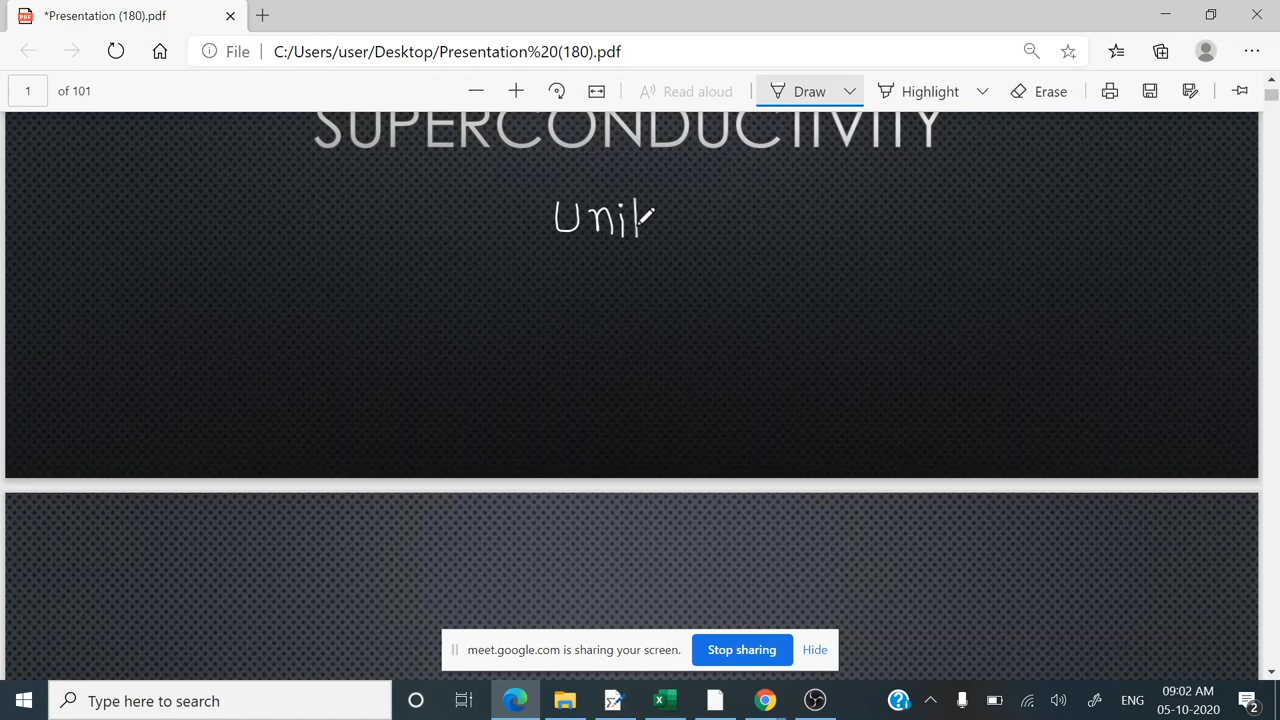 *Presentation (180).pdf
File
C:/Users/user/Desktop/Presentation%20(180).pdf
1
of 101
Read aloud
Draw
Highlight
Erase
SUPERCONDUCTIVITY
meet.google.com is sharing your screen.
Stop sharing
Hide
Type here to search
ENG
09:02 AM
05-10-2020
2